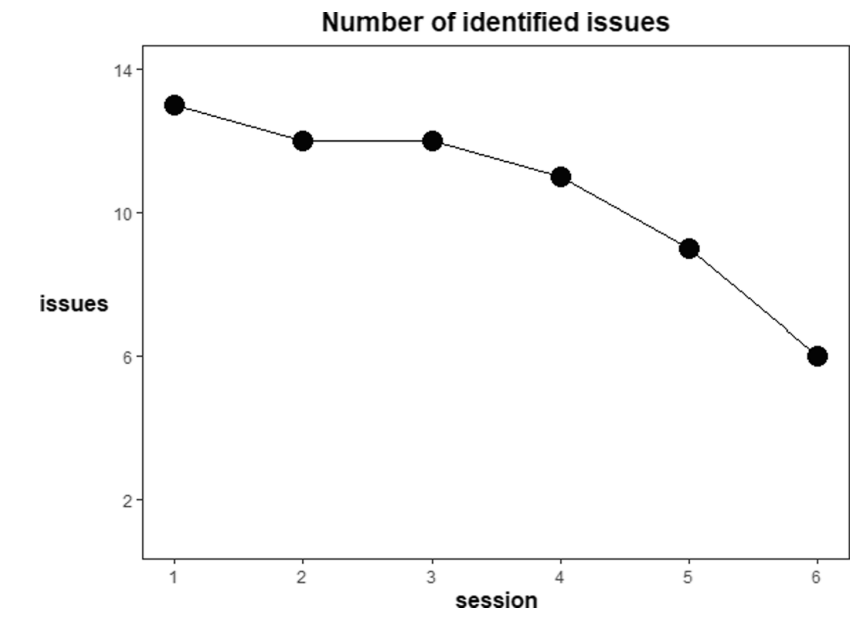 Number of identified issues
14
10
issues
6
2
1 2 3 4 5 6
session